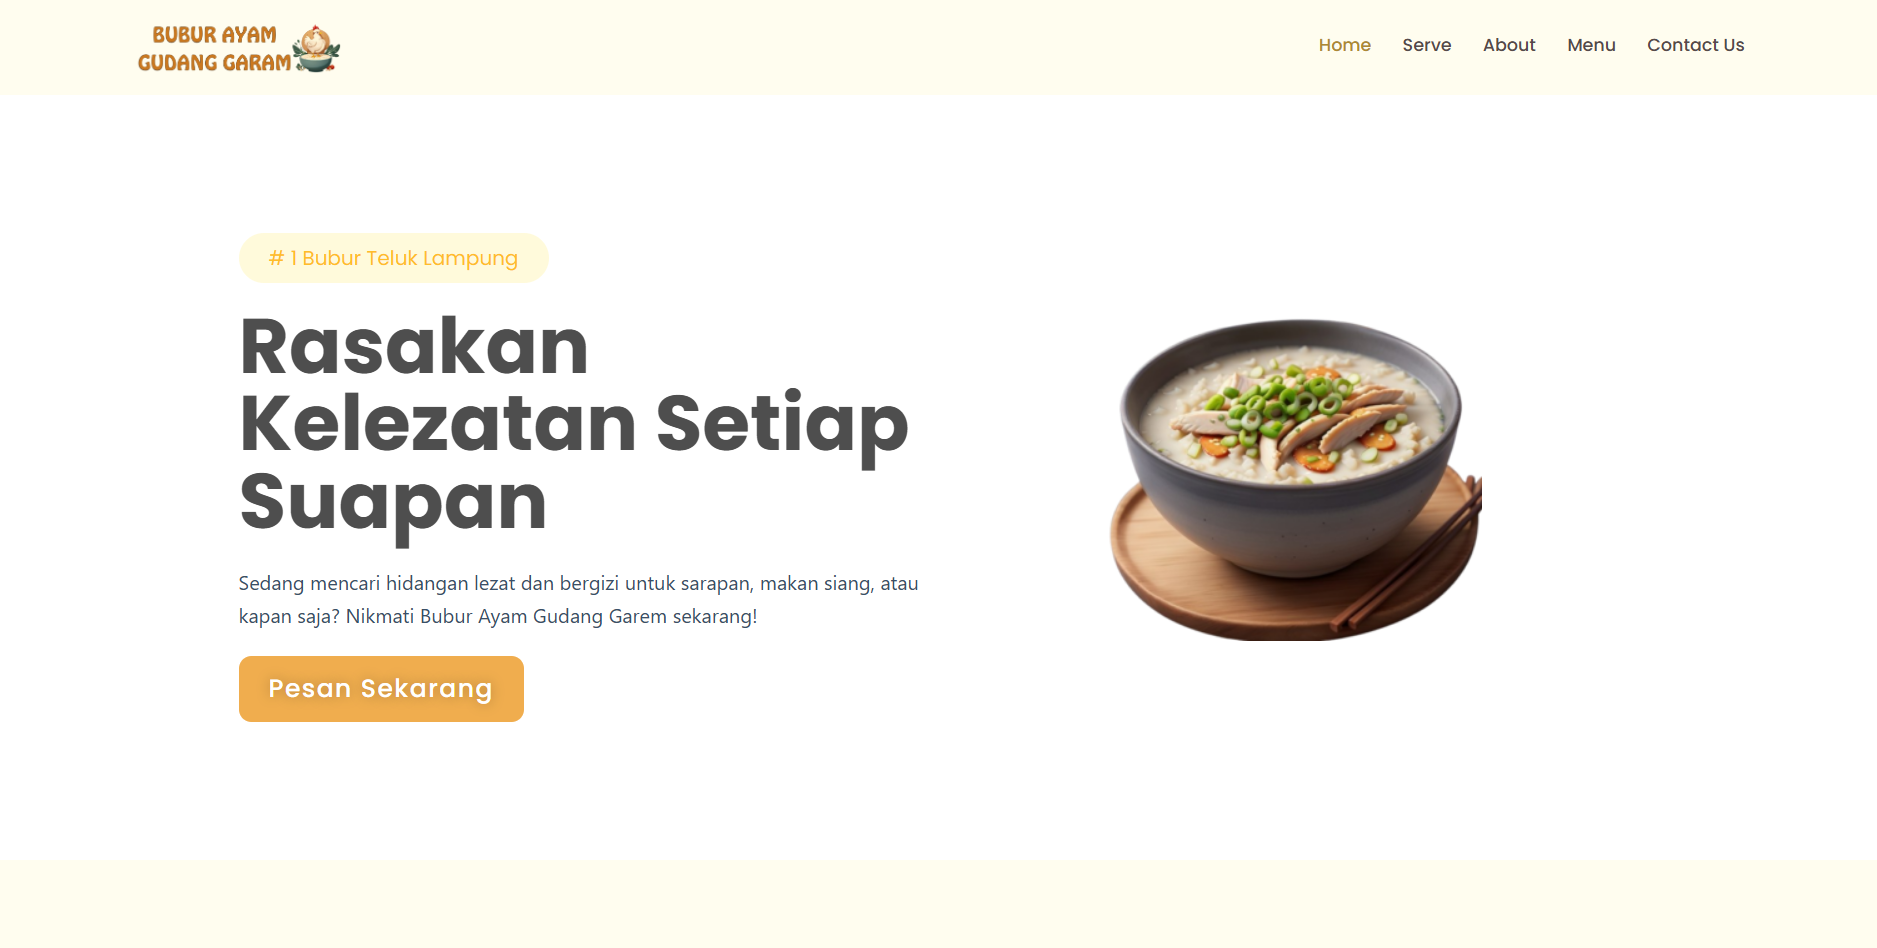 BUBUR AYAM
GUDANG GARAM
Home Serve About Menu Contact Us
# 1 Bubur Teluk Lampung
Rasakan
Kelezatan Setiap
Suapan
Sedang mencari hidangan lezat dan bergizi untuk sarapan, makan siang, atau
kapan saja? Nikmati Bubur Ayam Gudang Garem sekarang!
Pesan Sekarang